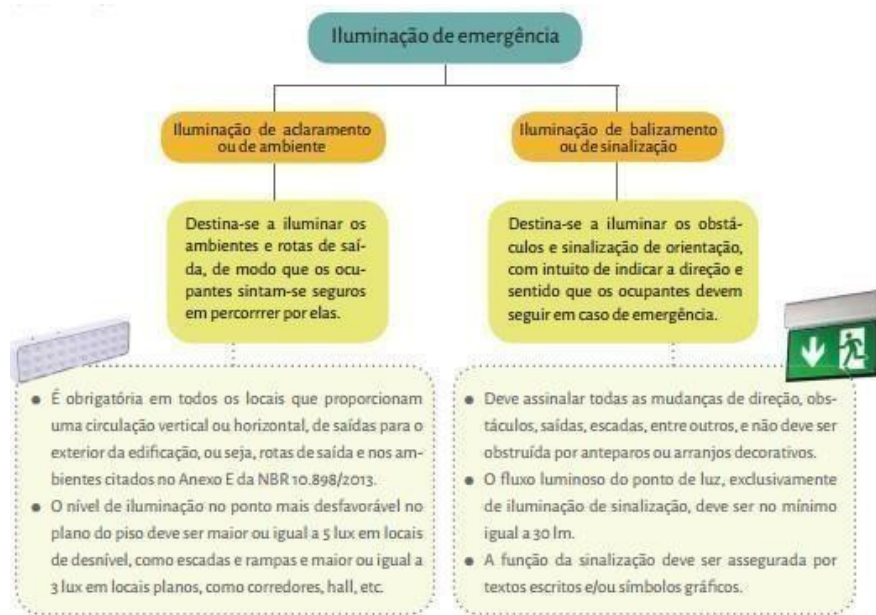 Iluminação de emergência
Iluminação de aclaramento
ou de ambiente
Iluminação de balizamento
ou de sinalização
Destina-se a iluminar os
ambientes e rotas de saí-
da, de modo que os ocu-
pantes sintam-se seguros
em percorrrer por elas.
Destina-se a iluminar os obstá-
culos e sinalização de orientação,
com intuito de indicar a direção e
sentido que os ocupantes devem
seguir em caso de emergência.
● É obrigatória em todos os locais que proporcionam
uma circulação vertical ou horizontal, de saídas para o
exterior da edificação, ou seja, rotas de saída e nos am-
bientes citados no Anexo E da NBR 10.898/2013.
● O nível de iluminação no ponto mais desfavorável no
plano do piso deve ser maior ou igual a 5 lux em locais
de desnível, como escadas e rampas e maior ou igual a
3 lux em locais planos, como corredores, hall, etc.
● Deve assinalar todas as mudanças de direção, obs-
táculos, saídas, escadas, entre outros, e não deve ser
obstruída por anteparos ou arranjos decorativos.
● O fluxo luminoso do ponto de luz, exclusivamente
de iluminação de sinalização, deve ser no mínimo
igual a 30 lm.
● A função da sinalização deve ser assegurada por
textos escritos e/ou símbolos gráficos.